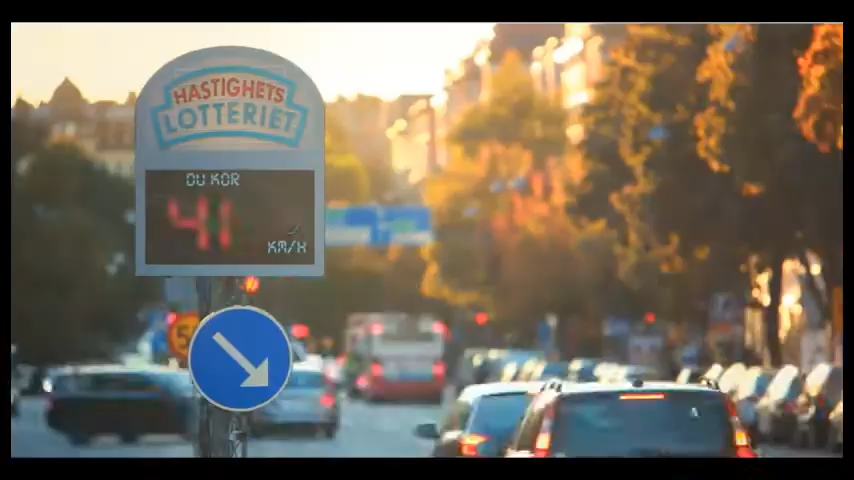 HASTIGHETS
LOTTERIET
DU KÖR
41
KM/H